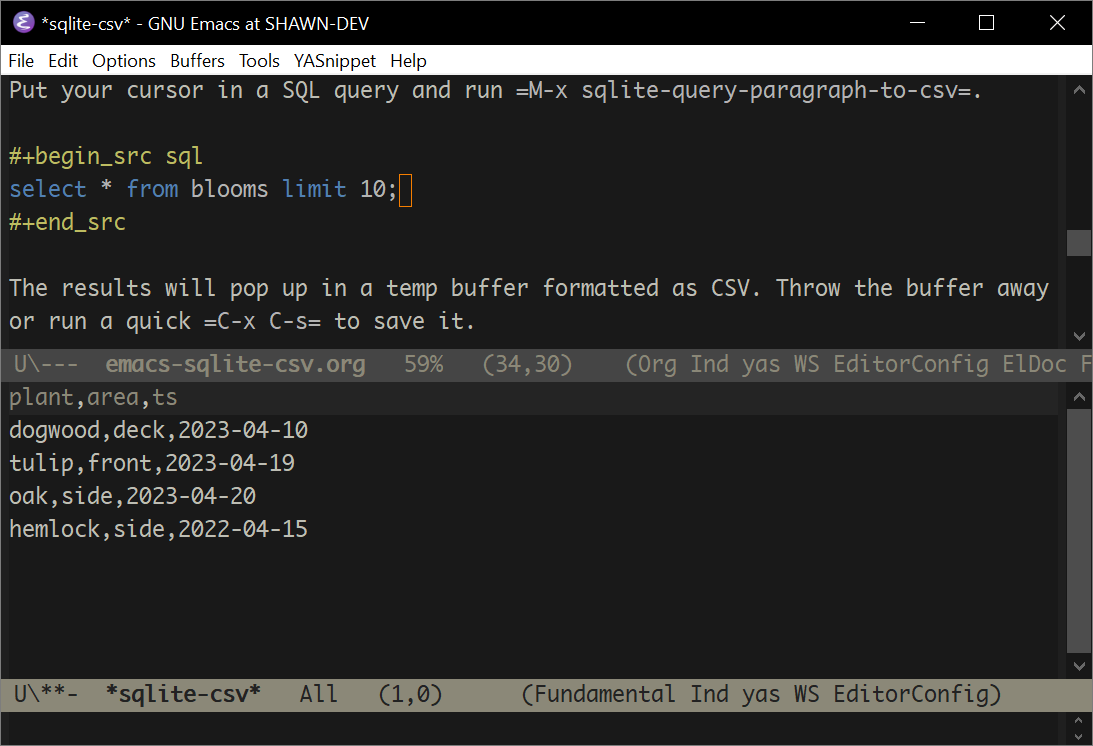 *sqlite-csv* - GNU Emacs at SHAWN-DEV
File Edit Options Buffers Tools YASnippet Help
Put your cursor in a SQL query and run =M-x sqlite-query-paragraph-to-csv=.
#+begin_src sql
select * from blooms limit 10;
#+end_src
The results will pop up in a temp buffer formatted as CSV. Throw the buffer away
or run a quick =C-x C-s= to save it.
U\--- emacs-sqlite-csv.org 59% (34,30) (Org Ind yas WS EditorConfig ElDoc F
plant,area,ts
dogwood,deck,2023-04-10
tulip,front,2023-04-19
oak,side,2023-04-20
hemlock,side,2022-04-15
U\**- *sqlite-csv* All (1,0) (Fundamental Ind yas WS EditorConfig)